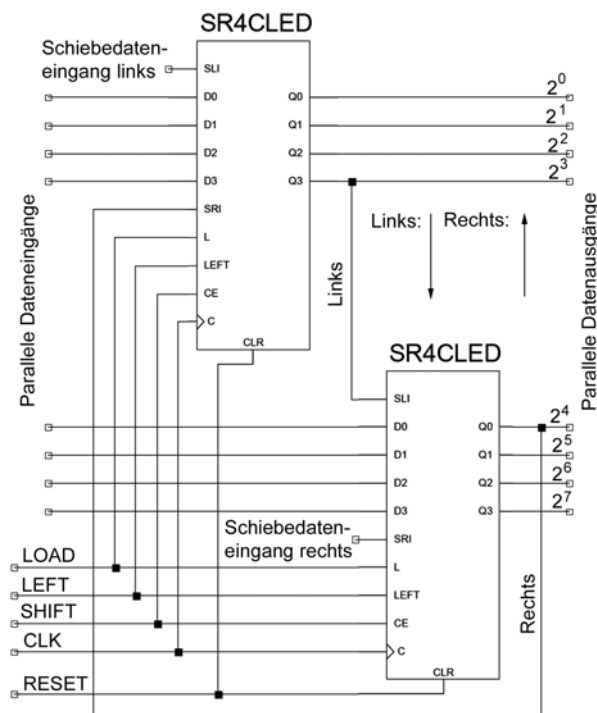 SR4CLED
Schiebedaten-
eingang links
SLI
D0
D1
D2
D3
SRI
L
LEFT
CE
C
CLR
Q0
Q1
Q2
Q3
2^0
2^1
2^2
2^3
Parallele Dateneingänge
Links
Links:
Rechts:
Parallele Datenausgänge
SR4CLED
SLI
D0
D1
D2
D3
SRI
L
LEFT
CE
C
CLR
Q0
Q1
Q2
Q3
2^4
2^5
2^6
2^7
Schiebedaten-
eingang rechts
Rechts
LOAD
LEFT
SHIFT
CLK
RESET